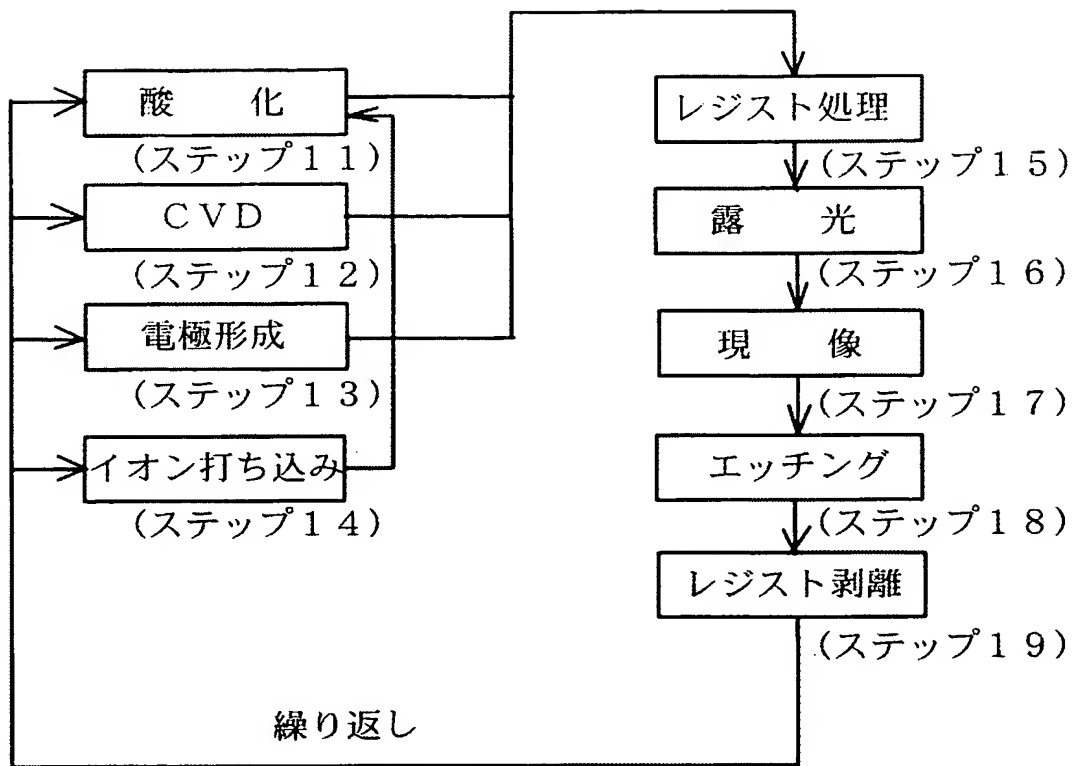 酸　　化
(ステップ１１)
ＣＶＤ
(ステップ１２)
電極形成
(ステップ１３)
イオン打ち込み
(ステップ１４)
レジスト処理
(ステップ１５)
露　　光
(ステップ１６)
現　　像
(ステップ１７)
エッチング
(ステップ１８)
レジスト剥離
(ステップ１９)
繰り返し